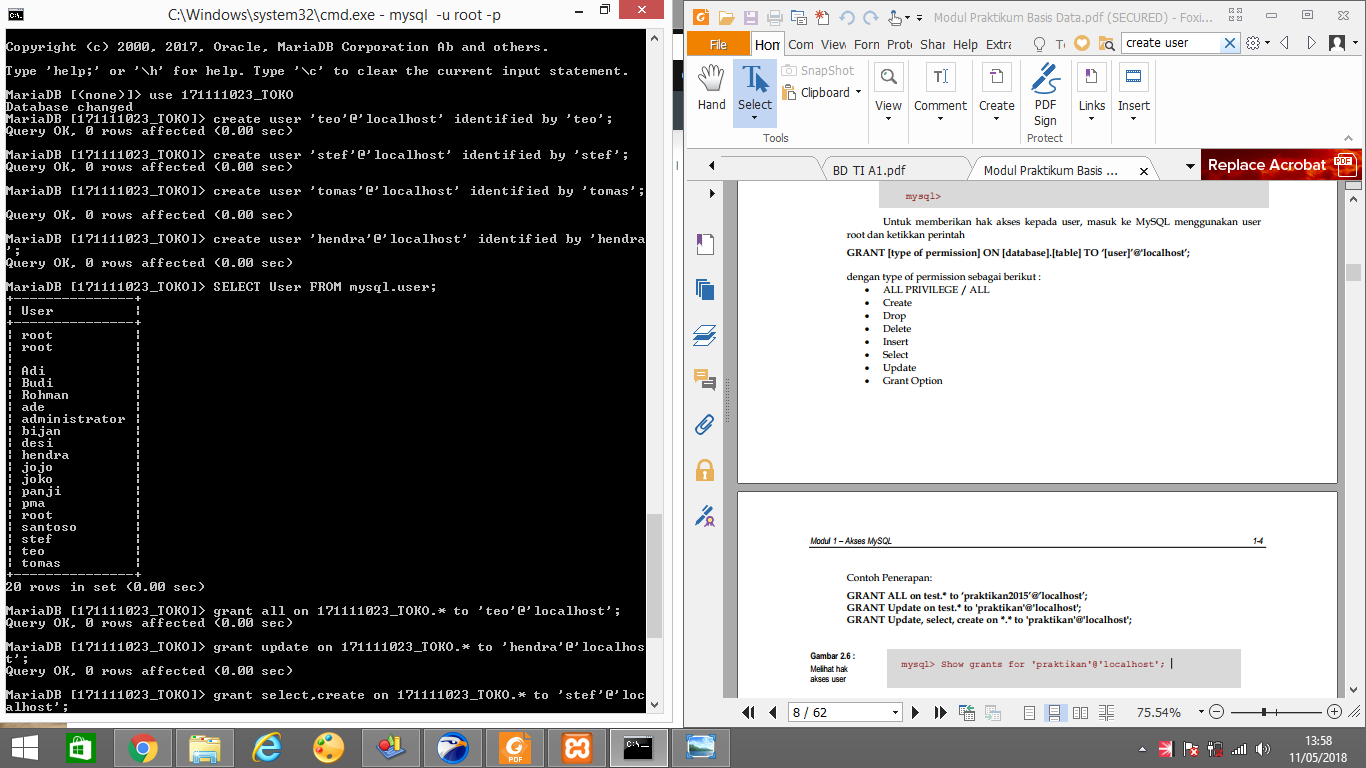 C:\Windows\system32\cmd.exe - mysql -u root -p
Copyright (c) 2000, 2017, Oracle, MariaDB Corporation Ab and others.
Type 'help;' or '\h' for help. Type '\c' to clear the current input statement.
MariaDB [(none)]> use 171111023_TOKO
Database changed
MariaDB [171111023_TOKO]> create user 'teo'@'localhost' identified by 'teo';
Query OK, 0 rows affected (0.00 sec)
MariaDB [171111023_TOKO]> create user 'stef'@'localhost' identified by 'stef';
Query OK, 0 rows affected (0.00 sec)
MariaDB [171111023_TOKO]> create user 'tomas'@'localhost' identified by 'tomas';
Query OK, 0 rows affected (0.00 sec)
MariaDB [171111023_TOKO]> create user 'hendra'@'localhost' identified by 'hendra
';
Query OK, 0 rows affected (0.00 sec)
MariaDB [171111023_TOKO]> SELECT User FROM mysql.user;
+---------------+
| User |
+---------------+
| root |
| root |
| |
| Adi |
| Budi |
| Rohman |
| ade |
| administrator |
| bijan |
| desi |
| hendra |
| jojo |
| joko |
| panji |
| pma |
| root |
| santoso |
| stef |
| teo |
| tomas |
+---------------+
20 rows in set (0.00 sec)
MariaDB [171111023_TOKO]> grant all on 171111023_TOKO.* to 'teo'@'localhost';
Query OK, 0 rows affected (0.00 sec)
MariaDB [171111023_TOKO]> grant update on 171111023_TOKO.* to 'hendra'@'localhos
t';
Query OK, 0 rows affected (0.00 sec)
MariaDB [171111023_TOKO]> grant select,create on 171111023_TOKO.* to 'stef'@'loc
alhost';
Modul Praktikum Basis Data.pdf (SECURED) - Foxi...
File Hom Com View Forn Prote Shar Help Extra create user
Hand Select SnapShot Clipboard View Comment Create PDF Sign Links Insert
Tools Protect
BD TI A1.pdf Modul Praktikum Basis ... Replace Acrobat PDF
mysql>
Untuk memberikan hak akses kepada user, masuk ke MySQL menggunakan user
root dan ketikkan perintah
GRANT [type of permission] ON [database].[table] TO '[user]'@'localhost';
dengan type of permission sebagai berikut :
• ALL PRIVILEGE / ALL
• Create
• Drop
• Delete
• Insert
• Select
• Update
• Grant Option
Modul 1 – Akses MySQL 1-4
Contoh Penerapan:
GRANT ALL on test.* to 'praktikan2015'@'localhost';
GRANT Update on test.* to 'praktikan'@'localhost';
GRANT Update, select, create on *.* to 'praktikan'@'localhost';
Gambar 2.6 :
Melihat hak
akses user
mysql> Show grants for 'praktikan'@'localhost';
8 / 62 75.54%
PDF
13:58
11/05/2018